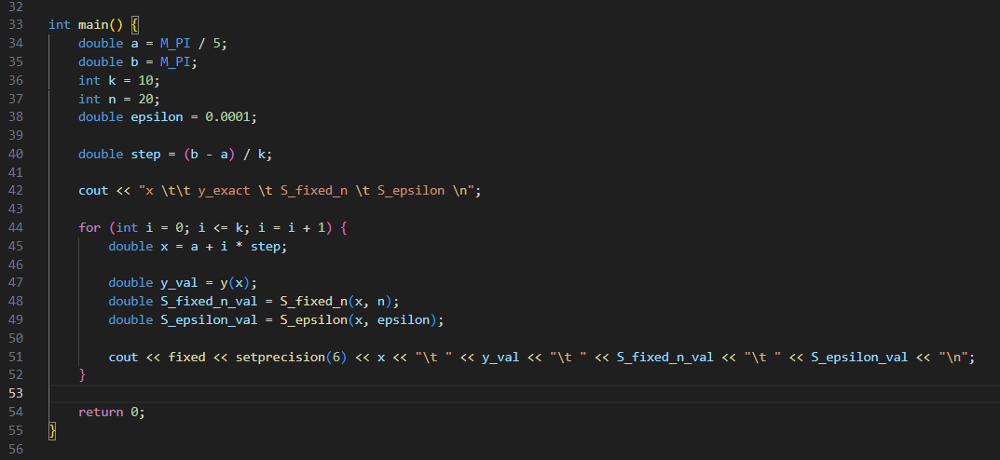 32
33 int main() {
34     double a = M_PI / 5;
35     double b = M_PI;
36     int k = 10;
37     int n = 20;
38     double epsilon = 0.0001;
39
40     double step = (b - a) / k;
41
42     cout << "x \t\t y_exact \t S_fixed_n \t S_epsilon \n";
43
44     for (int i = 0; i <= k; i = i + 1) {
45         double x = a + i * step;
46
47         double y_val = y(x);
48         double S_fixed_n_val = S_fixed_n(x, n);
49         double S_epsilon_val = S_epsilon(x, epsilon);
50
51         cout << fixed << setprecision(6) << x << "\t " << y_val << "\t " << S_fixed_n_val << "\t " << S_epsilon_val << "\n";
52     }
53
54     return 0;
55 }
56